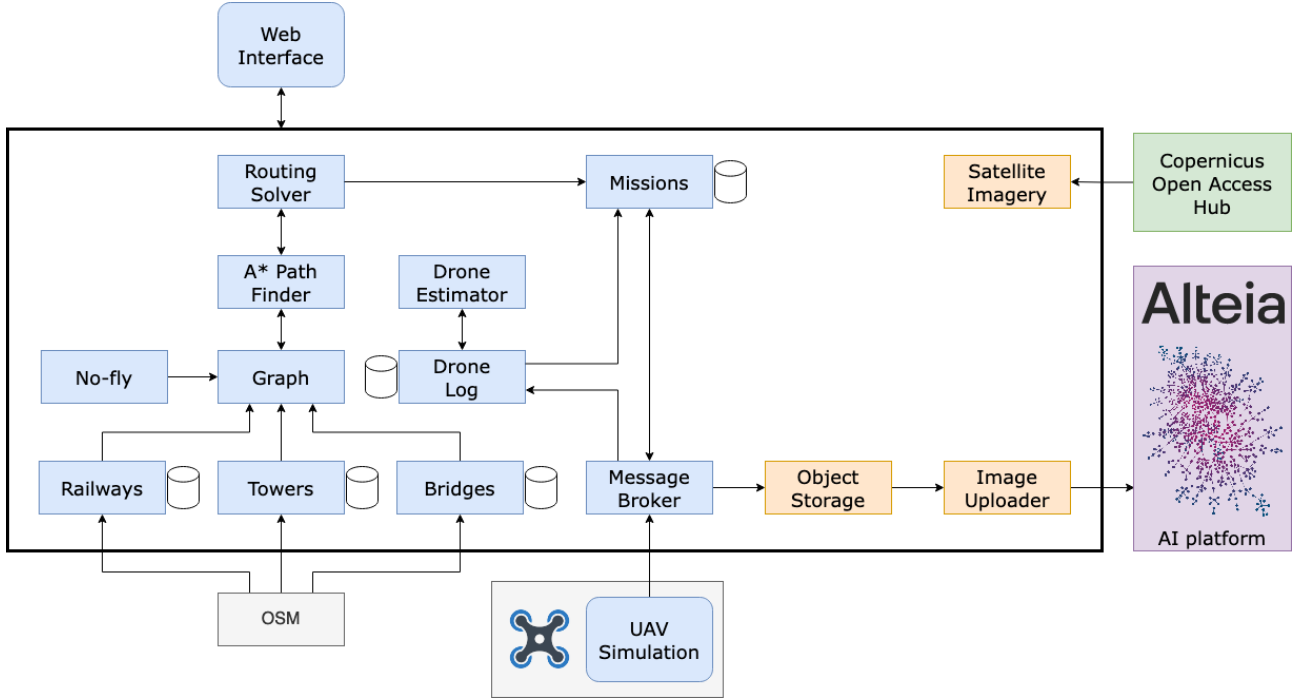 Web
Interface
Routing
Solver
Missions
Satellite
Imagery
Copernicus
Open Access
Hub
A* Path
Finder
Drone
Estimator
Alteia
No-fly
Graph
Drone
Log
Railways
Towers
Bridges
Message
Broker
Object
Storage
Image
Uploader
AI platform
OSM
UAV
Simulation